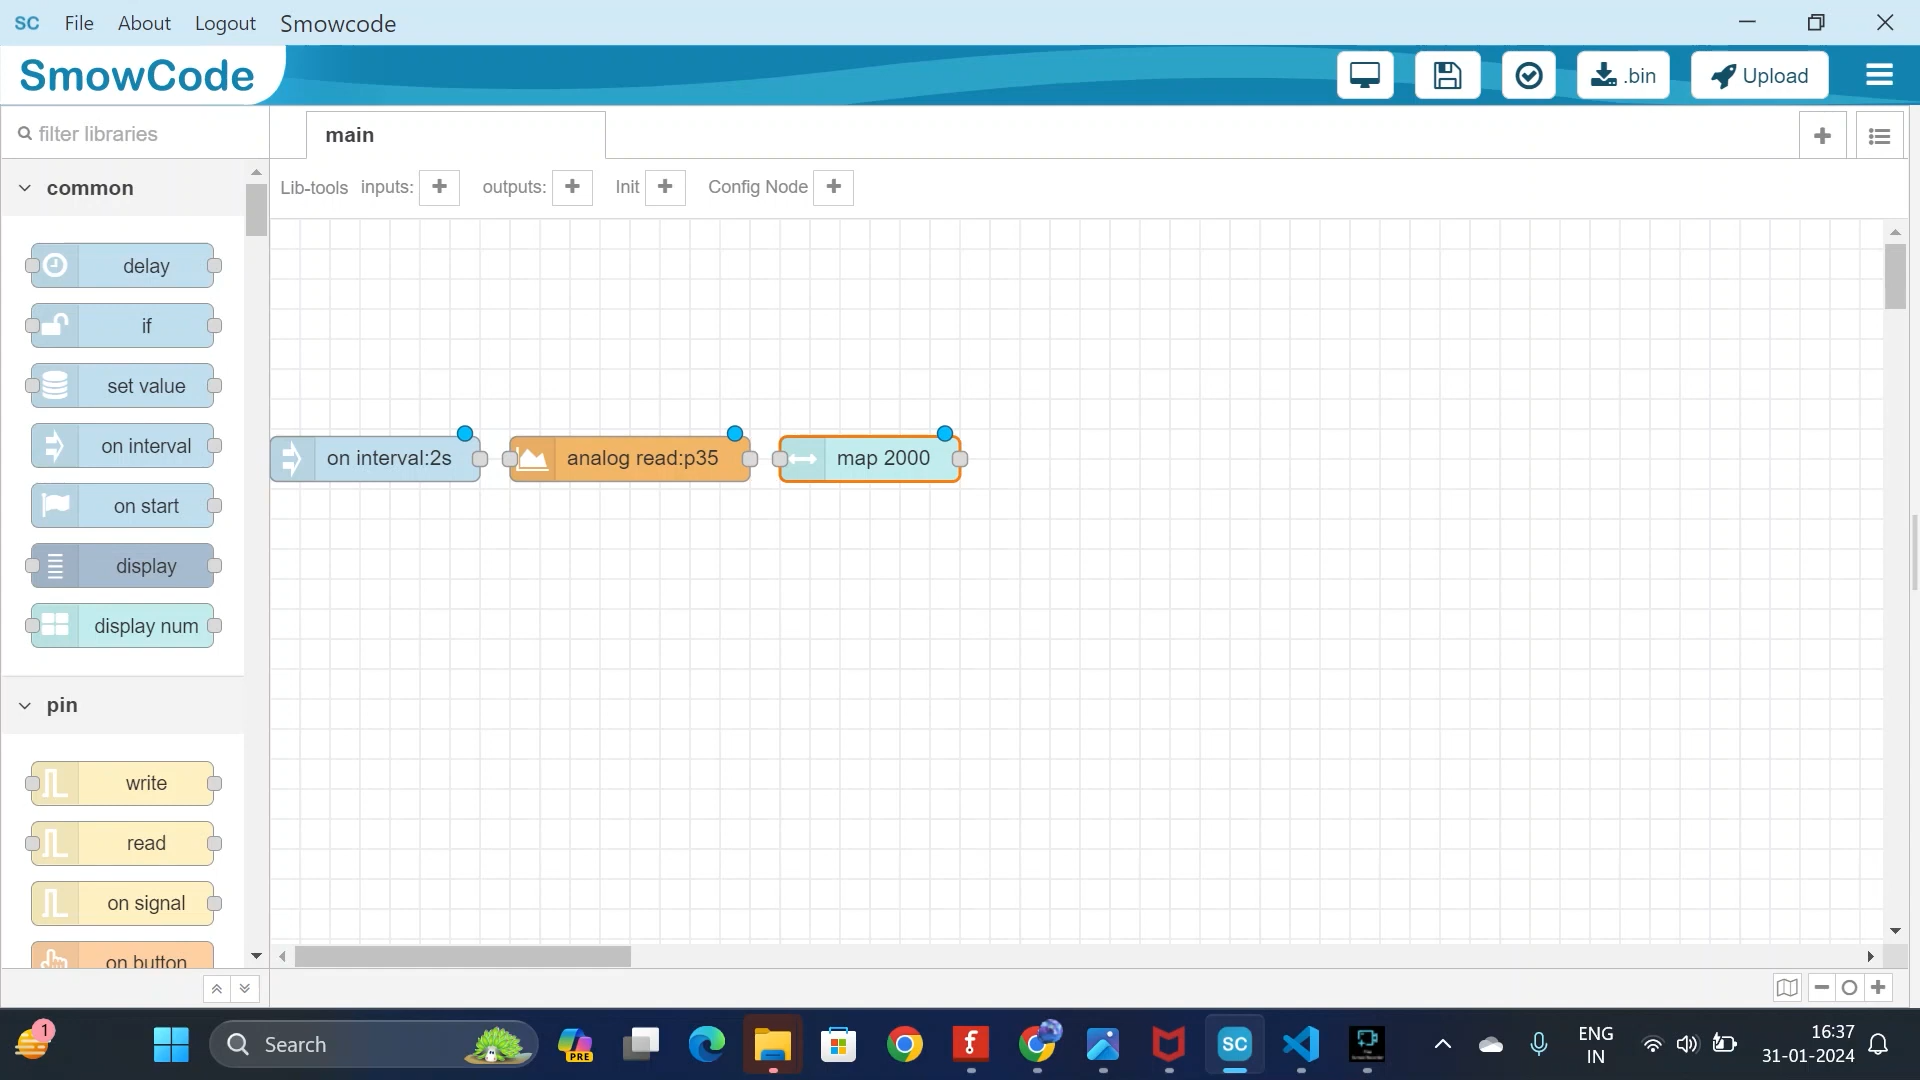 SC File About Logout Smowcode
SmowCode
.bin Upload
filter libraries
main
Lib-tools inputs: outputs: Init Config Node
common
delay
if
set value
on interval
on start
display
display num
on interval:2s
analog read:p35
map 2000
pin
write
read
on signal
on button
1
Search
PRE
SC
ENG
IN
16:37
31-01-2024